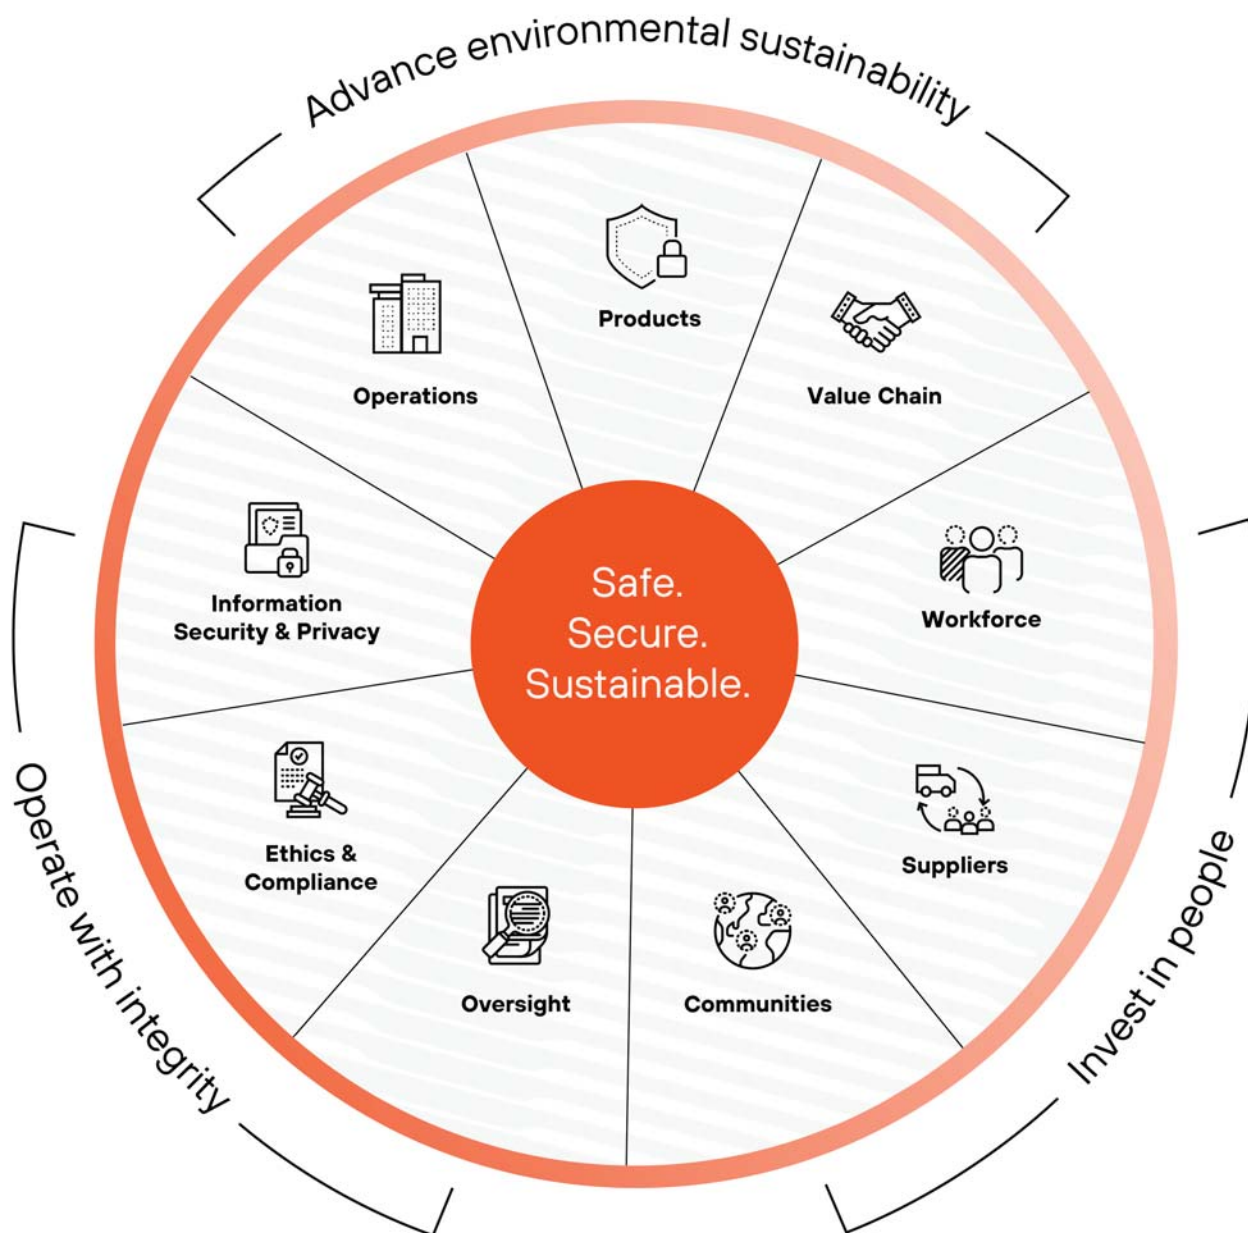 Advance environmental sustainability
Products
Operations
Value Chain
Information
Security & Privacy
Safe.
Secure.
Sustainable.
Workforce
Ethics &
Compliance
Suppliers
Oversight
Communities
Operate with integrity
Invest in people